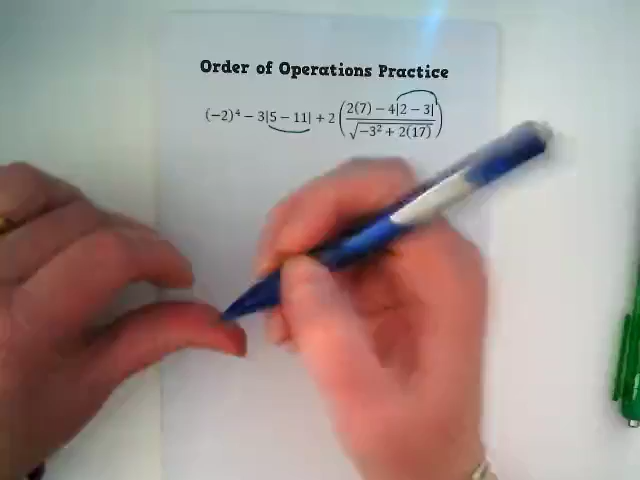 Order of Operations Practice
(−2)⁴ − 3|5 − 11| + 2 ( (2(7) − 4|2 − 3|) / √(−3² + 2(17)) )